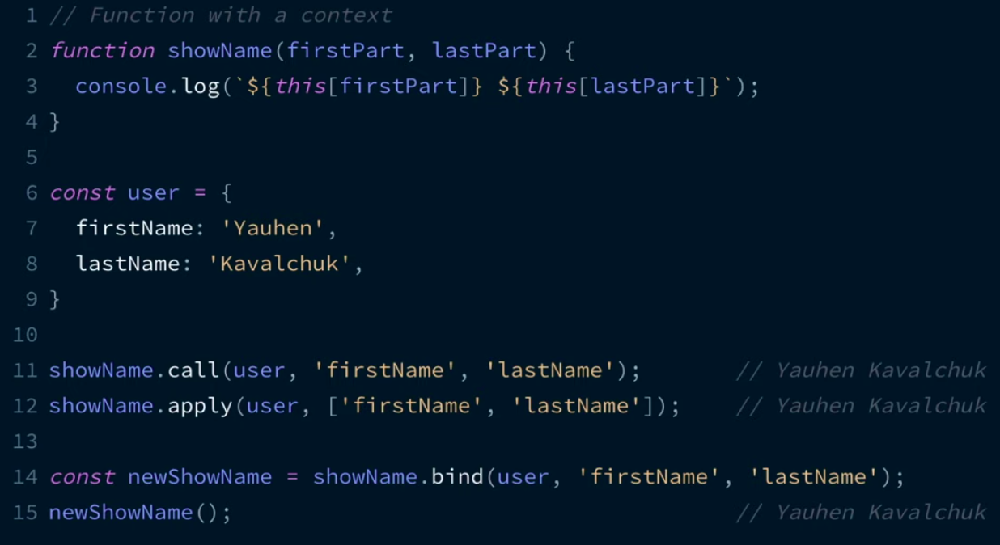 1 // Function with a context
2 function showName(firstPart, lastPart) {
3   console.log(`${this[firstPart]} ${this[lastPart]}`);
4 }
5
6 const user = {
7   firstName: 'Yauhen',
8   lastName: 'Kavalchuk',
9 }
10
11 showName.call(user, 'firstName', 'lastName');       // Yauhen Kavalchuk
12 showName.apply(user, ['firstName', 'lastName']);    // Yauhen Kavalchuk
13
14 const newShowName = showName.bind(user, 'firstName', 'lastName');
15 newShowName();                                      // Yauhen Kavalchuk